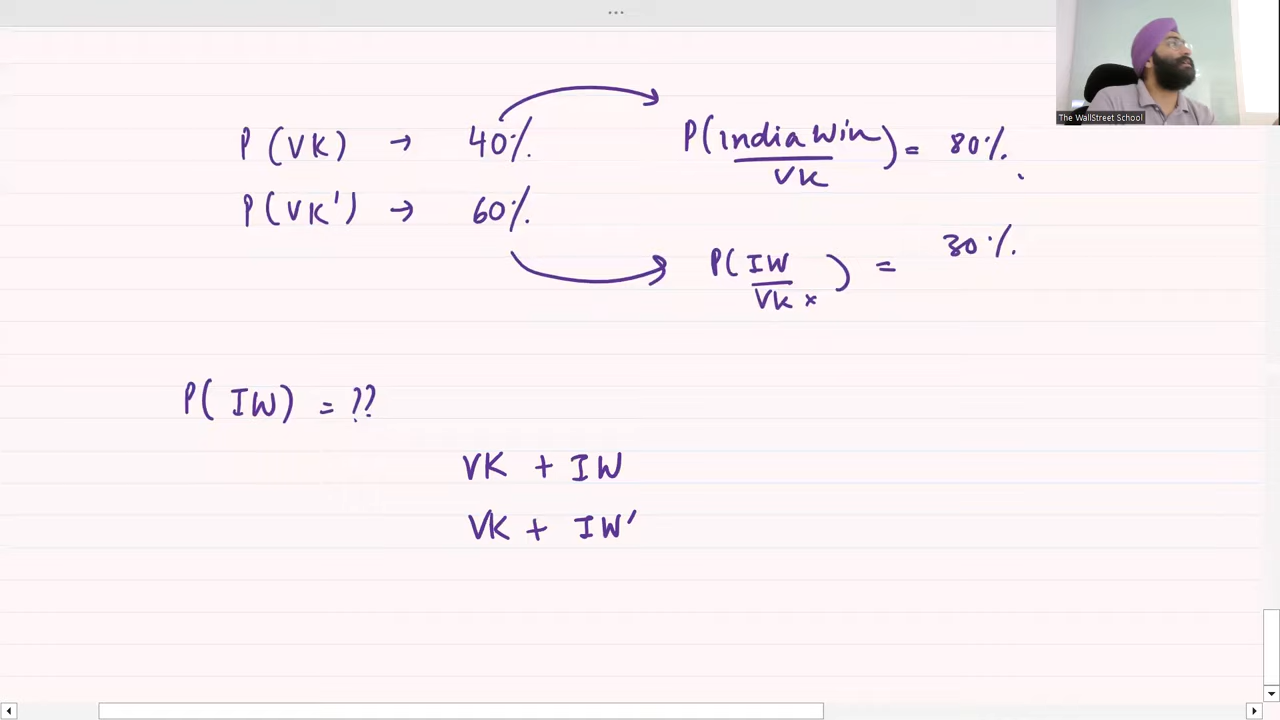 P(VK) → 40%. P(India Win / VK) = 80%.
P(VK') → 60%.
P(IW / VK ×) = 30%.
P(IW) = ??
VK + IW
VK + IW'
The WallStreet School